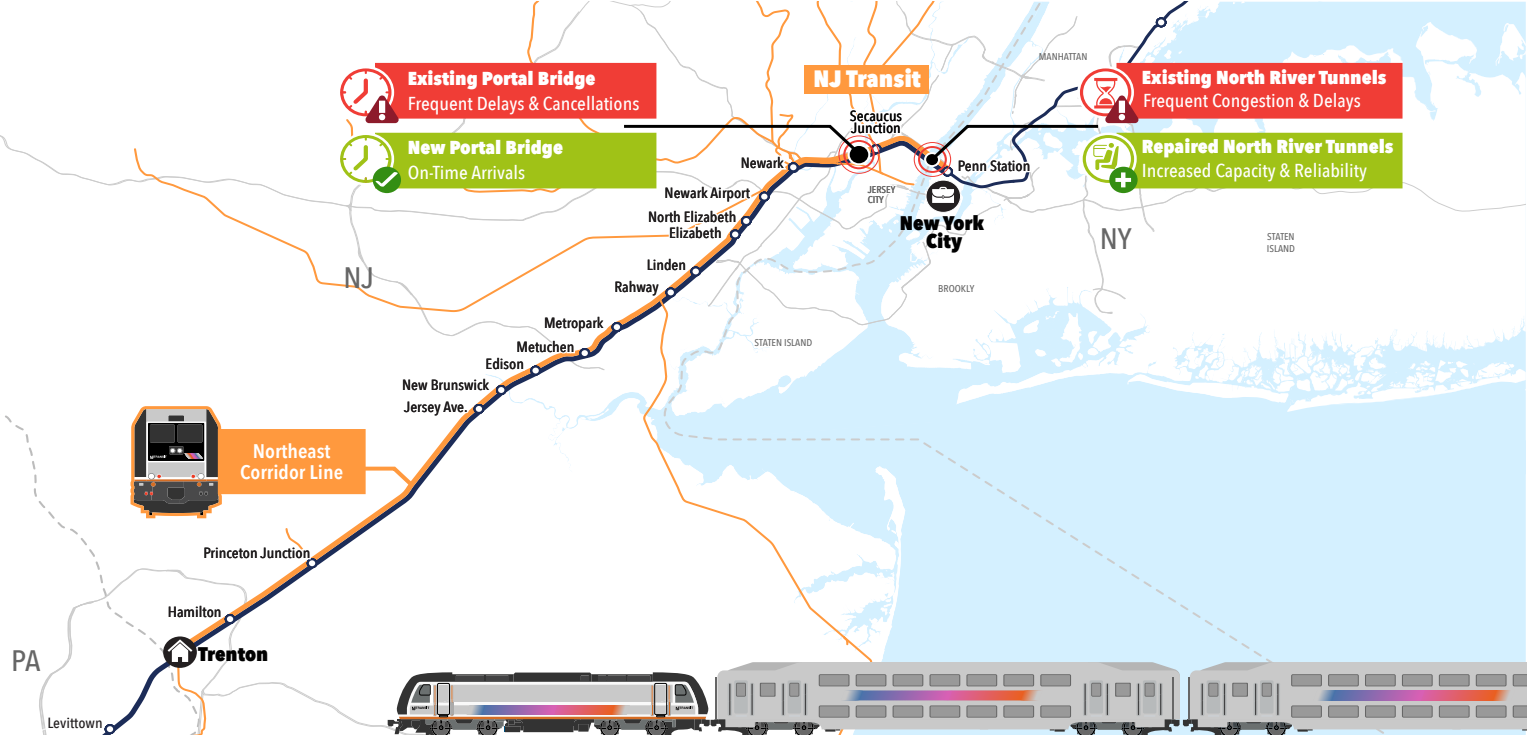 MANHATTAN
Existing Portal Bridge
Frequent Delays & Cancellations
NJ Transit
Existing North River Tunnels
Frequent Congestion & Delays
Secaucus
Junction
New Portal Bridge
On-Time Arrivals
Repaired North River Tunnels
Increased Capacity & Reliability
Newark
Penn Station
Newark Airport
JERSEY
CITY
North Elizabeth
Elizabeth
New York
City
NY
STATEN
ISLAND
Linden
NJ
Rahway
BROOKLY
Metropark
Metuchen
STATEN ISLAND
Edison
New Brunswick
Jersey Ave.
Northeast
Corridor Line
Princeton Junction
Hamilton
PA
Trenton
Levittown